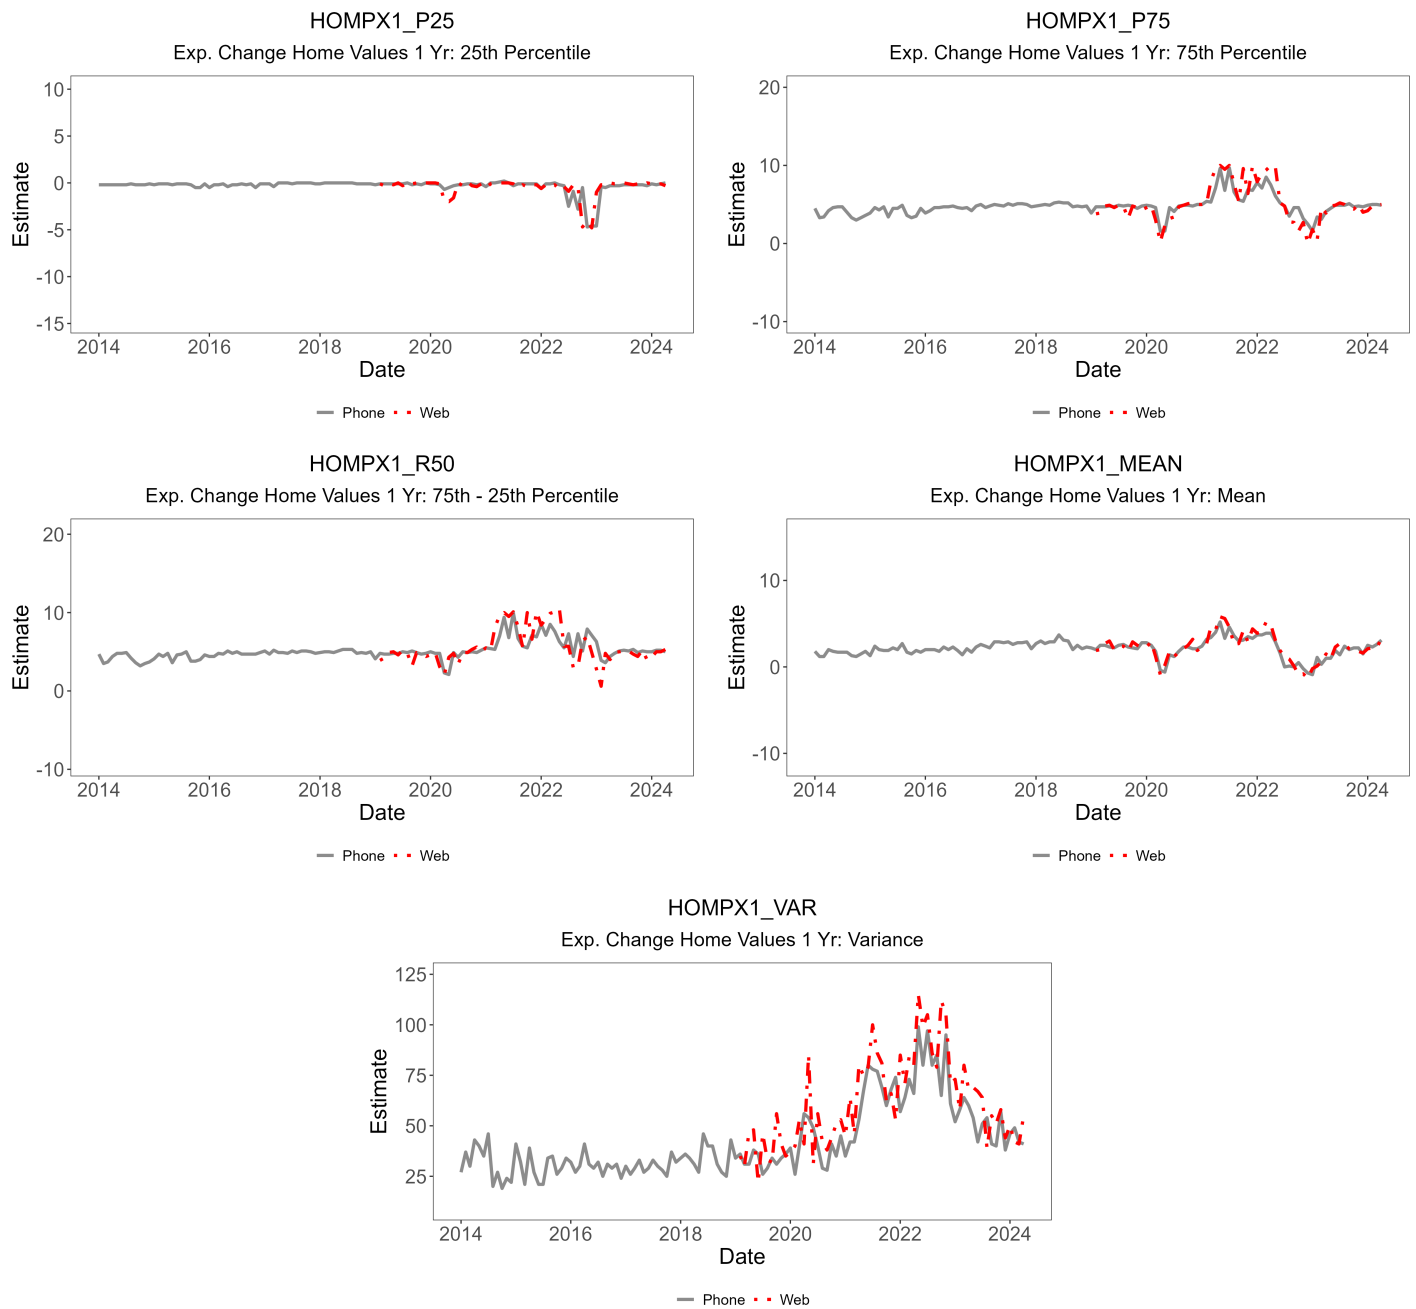 HOMPX1_P25
Exp. Change Home Values 1 Yr: 25th Percentile
Estimate
10
5
0
-5
-10
-15
2014 2016 2018 2020 2022 2024
Date
Phone Web
HOMPX1_P75
Exp. Change Home Values 1 Yr: 75th Percentile
Estimate
20
10
0
-10
2014 2016 2018 2020 2022 2024
Date
Phone Web
HOMPX1_R50
Exp. Change Home Values 1 Yr: 75th - 25th Percentile
Estimate
20
10
0
-10
2014 2016 2018 2020 2022 2024
Date
Phone Web
HOMPX1_MEAN
Exp. Change Home Values 1 Yr: Mean
Estimate
10
0
-10
2014 2016 2018 2020 2022 2024
Date
Phone Web
HOMPX1_VAR
Exp. Change Home Values 1 Yr: Variance
Estimate
125
100
75
50
25
2014 2016 2018 2020 2022 2024
Date
Phone Web